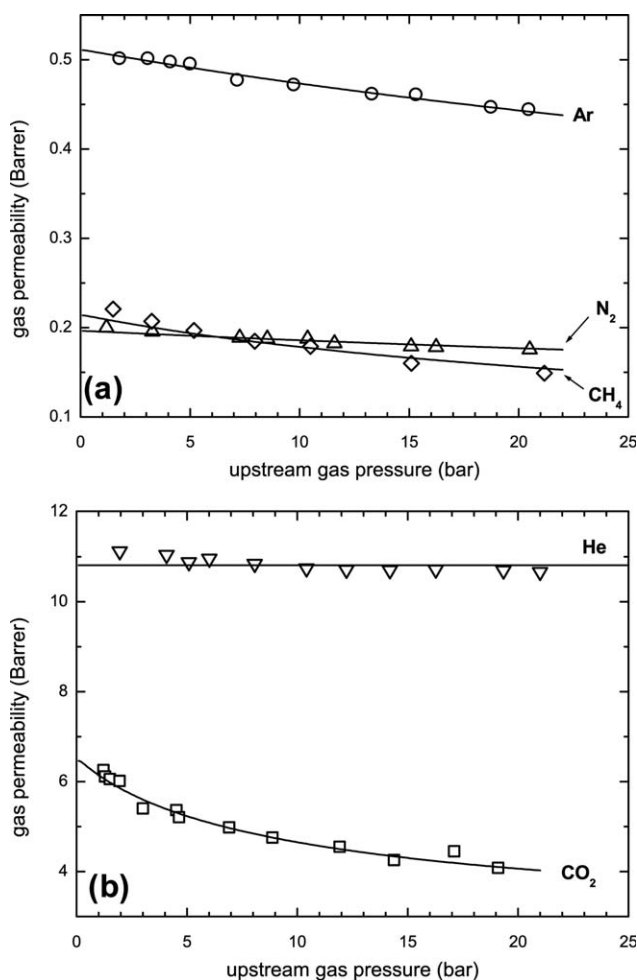 0.5
Ar
0.4
gas permeability (Barrer)
0.3
N2
0.2
CH4
(a)
0.1
0 5 10 15 20 25
upstream gas pressure (bar)
12
He
10
gas permeability (Barrer)
8
6
4
CO2
(b)
0 5 10 15 20 25
upstream gas pressure (bar)